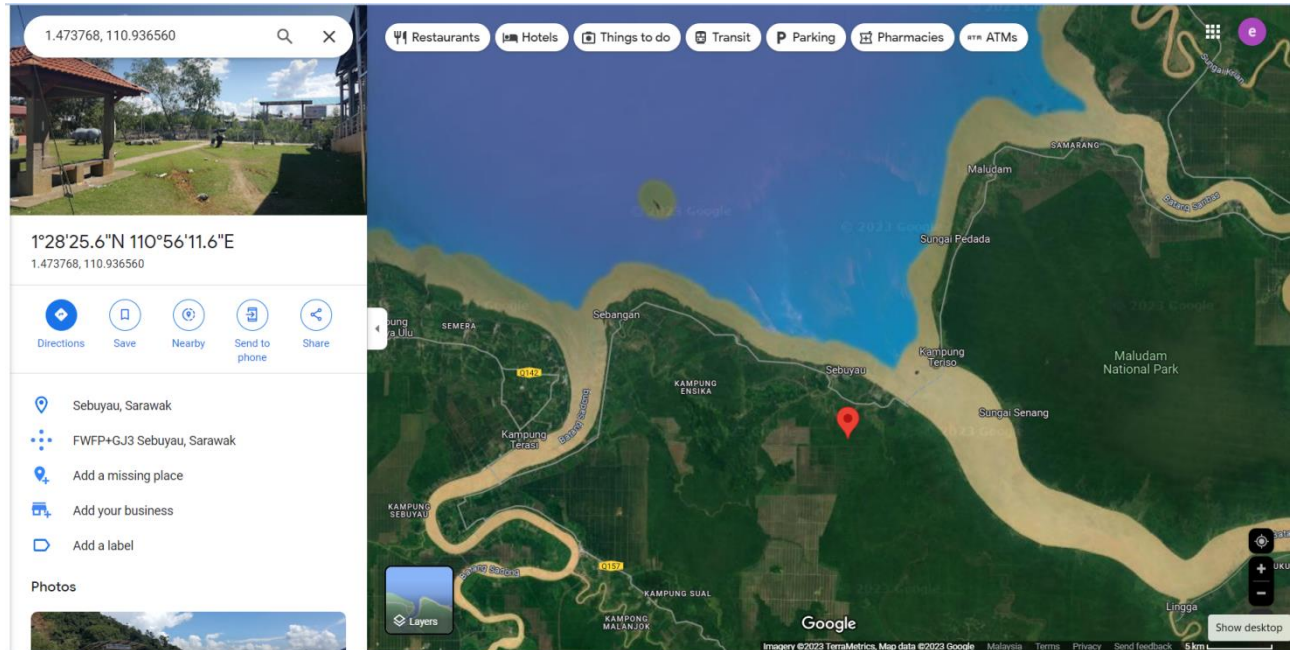 1.473768, 110.936560
Restaurants
Hotels
Things to do
Transit
Parking
Pharmacies
ATMs
e
1°28'25.6"N 110°56'11.6"E
1.473768, 110.936560
Directions
Save
Nearby
Send to
phone
Share
Sebuyau, Sarawak
FWFP+GJ3 Sebuyau, Sarawak
Add a missing place
Add your business
Add a label
Photos
Layers
SAMARANG
Maludam
Sungai Pedada
Sebangan
SEMERA
Q142
Kampung
Terasi
Batang Sadong
KAMPUNG
ENSIKA
Sebuyau
Kampung
Teriso
Maludam
National Park
Sungai Senang
KAMPUNG
SEBUYAU
Batang Sadong
Q157
KAMPUNG SUAL
KAMPONG
MALANJOK
Lingga
Google
Show desktop
Imagery ©2023 TerraMetrics, Map data ©2023 Google
Malaysia
Terms
Privacy
Send feedback
5 km